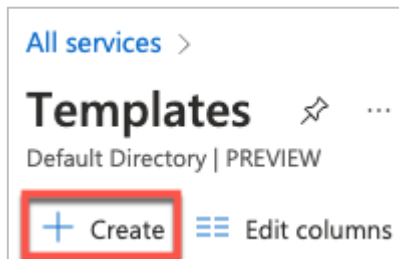 All services >
Templates ...
Default Directory | PREVIEW
+ Create Edit columns